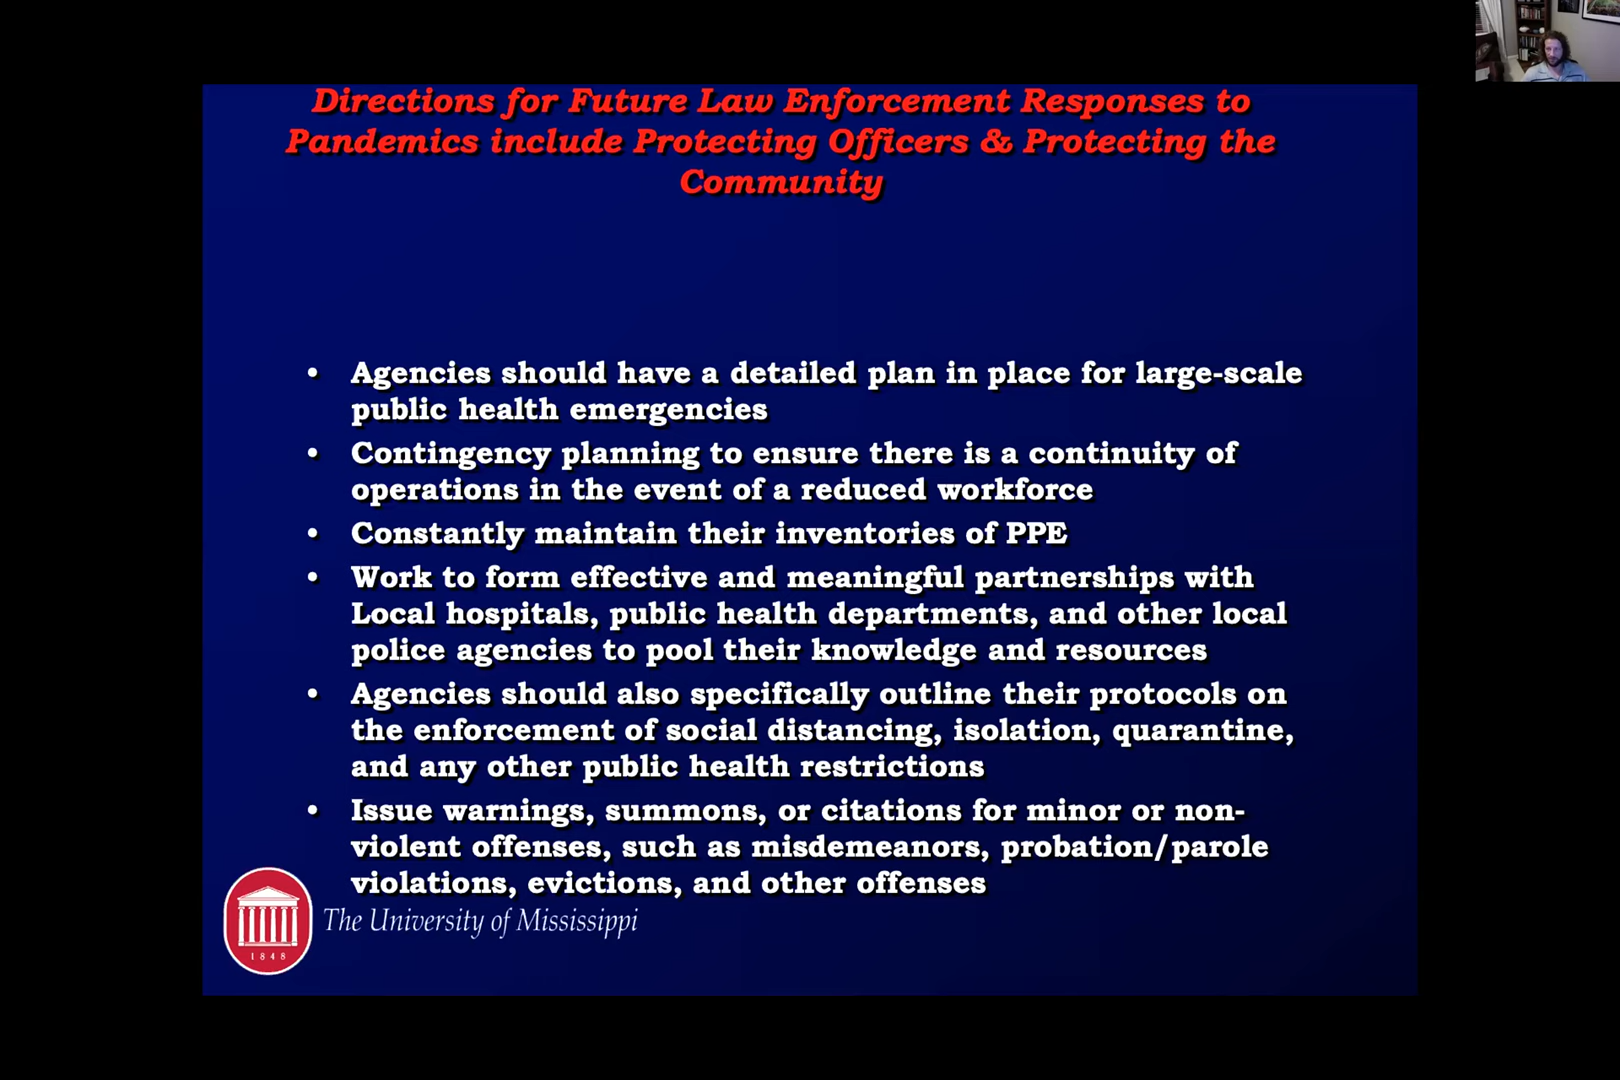 Directions for Future Law Enforcement Responses to
Pandemics include Protecting Officers & Protecting the
Community
• Agencies should have a detailed plan in place for large-scale
public health emergencies
• Contingency planning to ensure there is a continuity of
operations in the event of a reduced workforce
• Constantly maintain their inventories of PPE
• Work to form effective and meaningful partnerships with
Local hospitals, public health departments, and other local
police agencies to pool their knowledge and resources
• Agencies should also specifically outline their protocols on
the enforcement of social distancing, isolation, quarantine,
and any other public health restrictions
• Issue warnings, summons, or citations for minor or non-
violent offenses, such as misdemeanors, probation/parole
violations, evictions, and other offenses
The University of Mississippi
1848